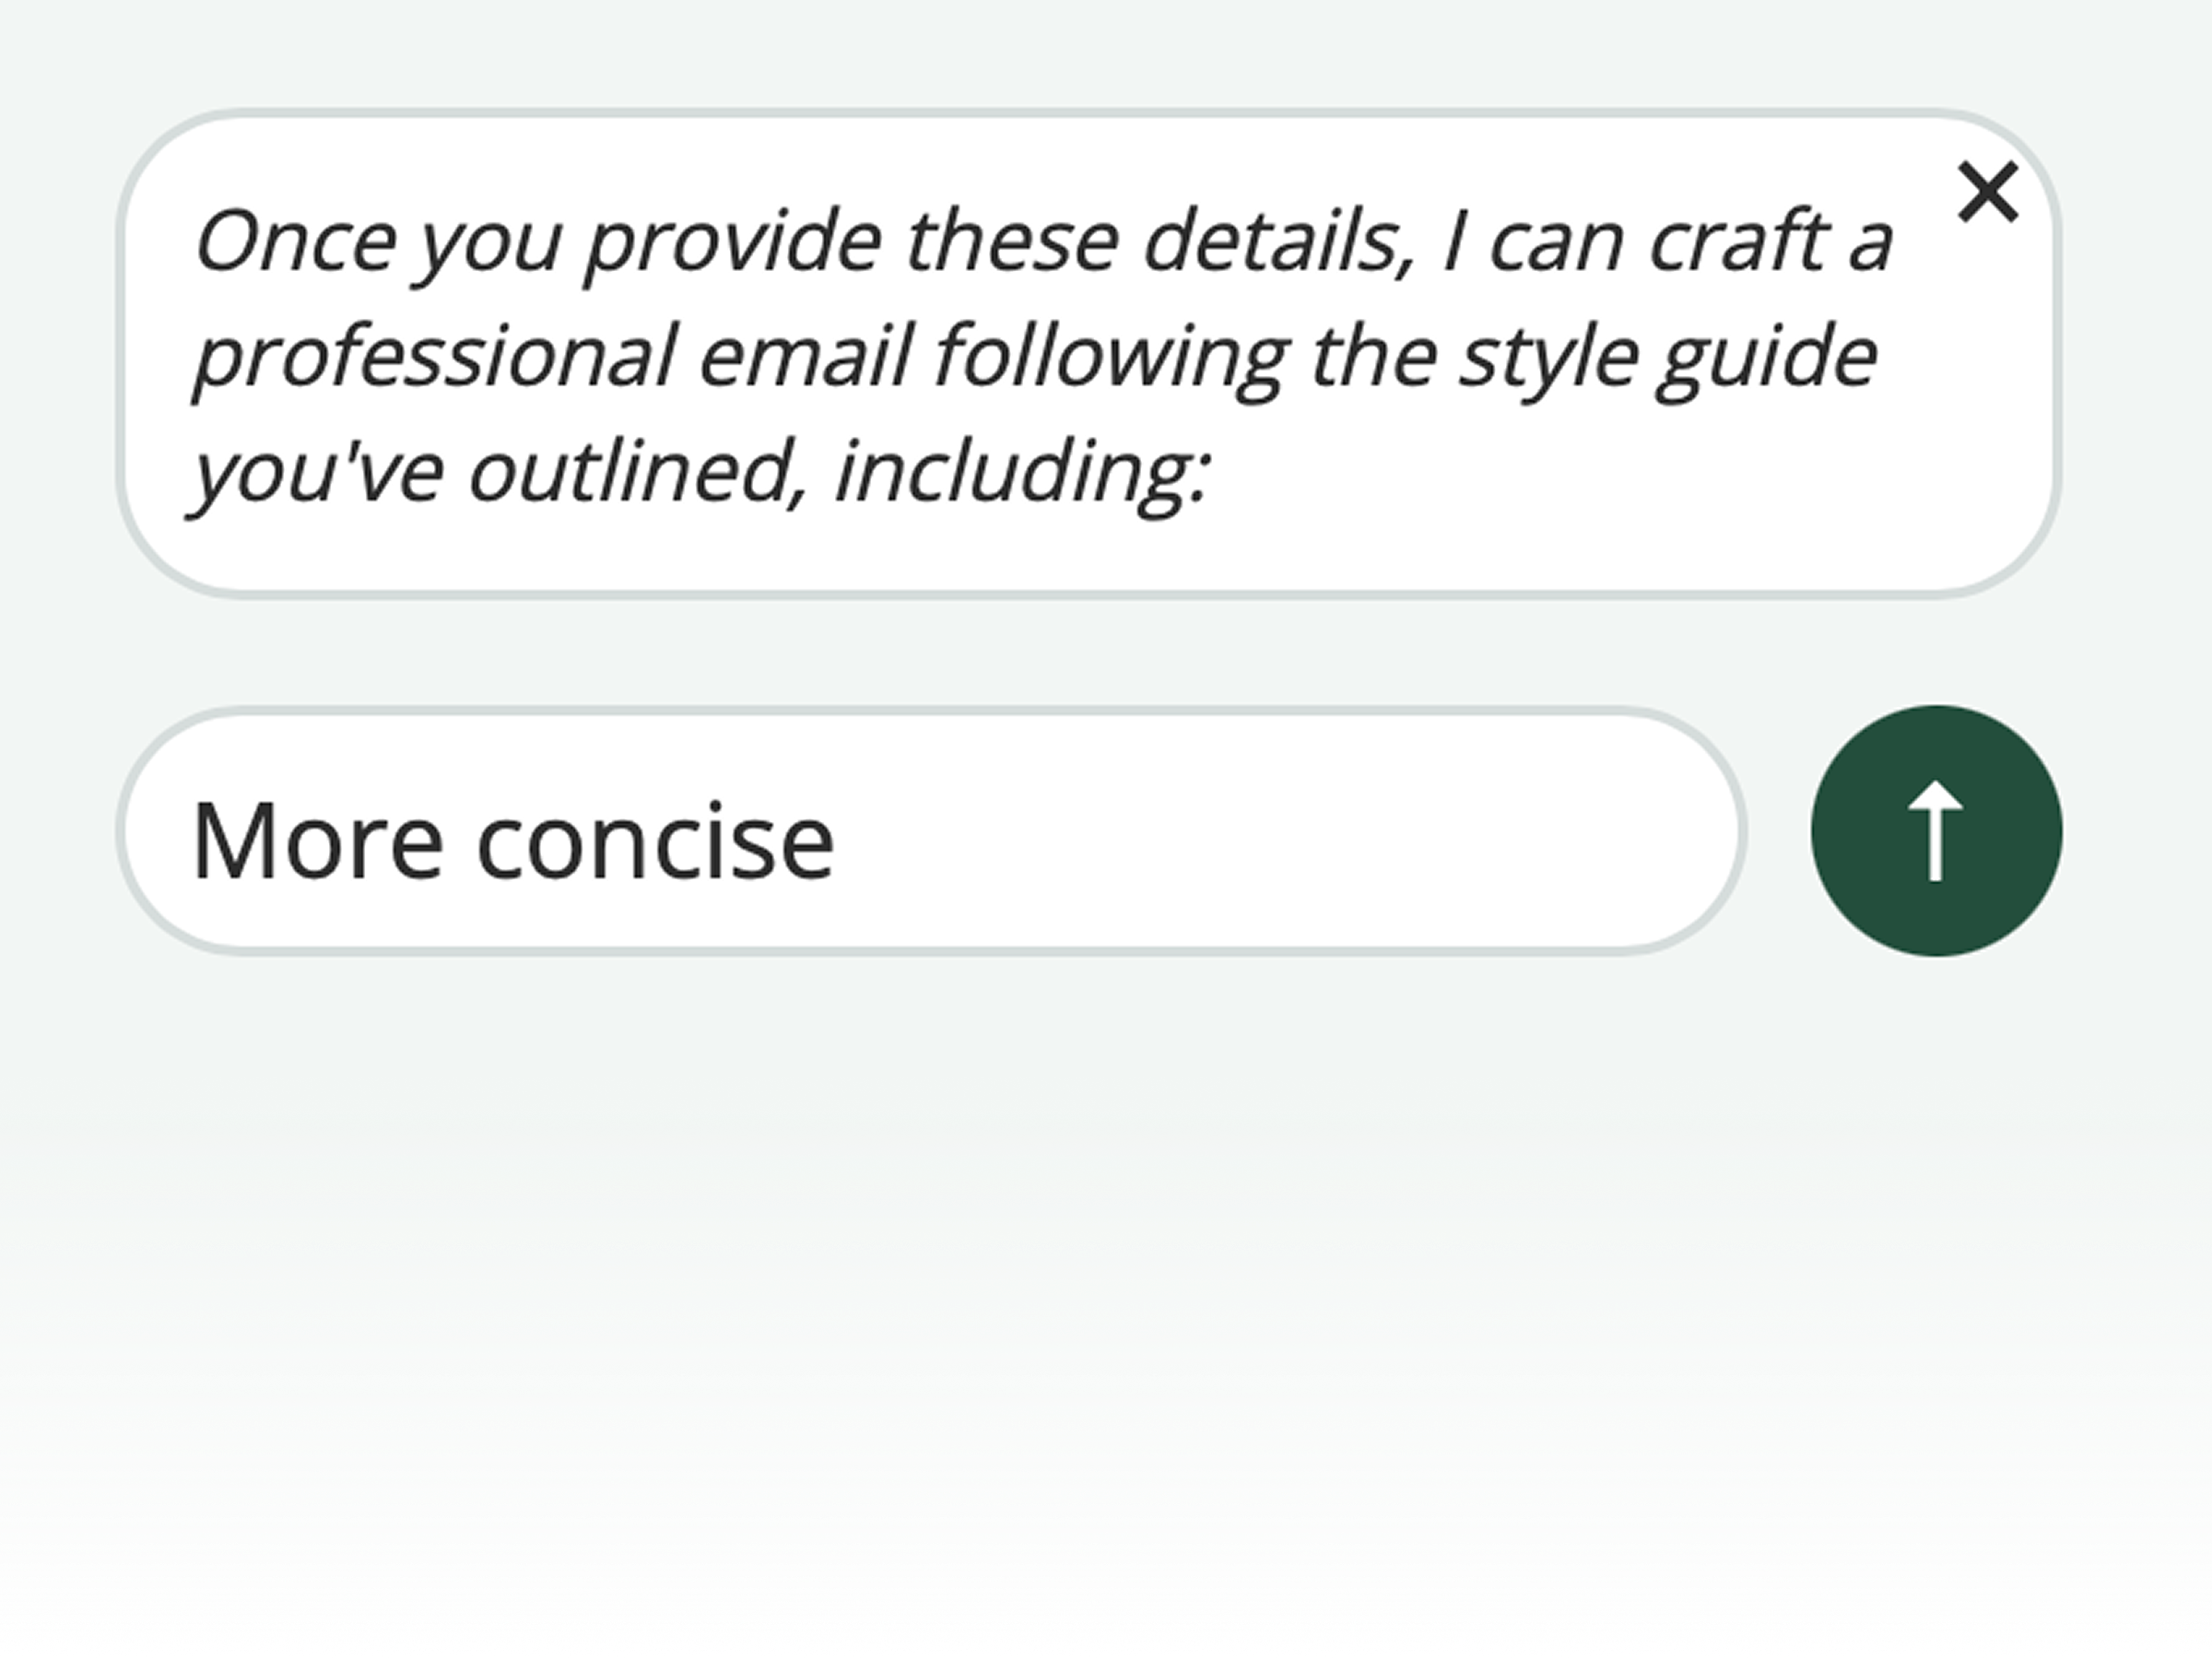 Once you provide these details, I can craft a
professional email following the style guide
you've outlined, including:
More concise